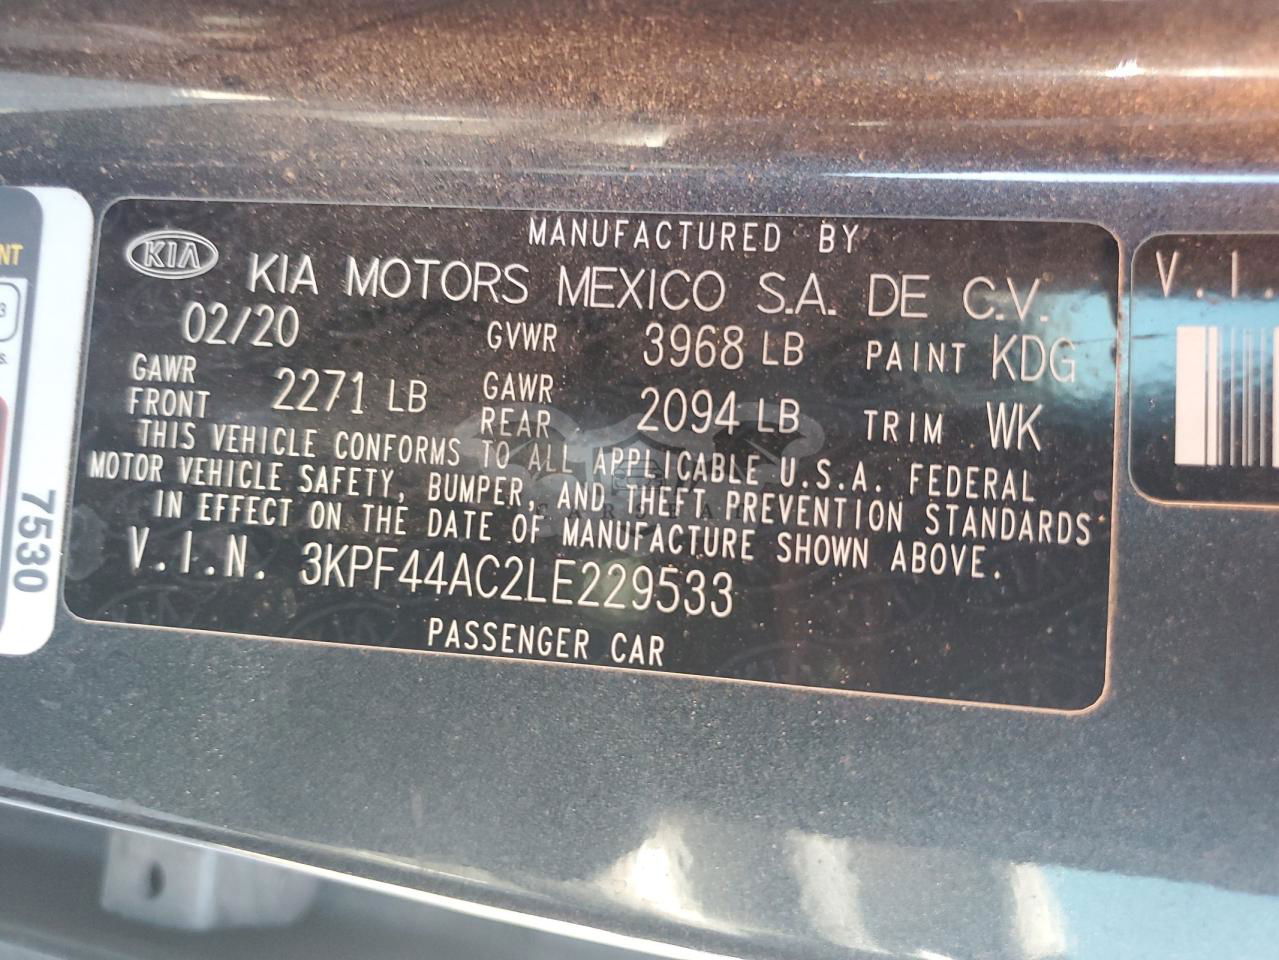 MANUFACTURED BY
KIA KIA MOTORS MEXICO S.A. DE C.V.
02/20 GVWR 3968 LB PAINT KDG
GAWR FRONT 2271 LB GAWR REAR 2094 LB TRIM WK
THIS VEHICLE CONFORMS TO ALL APPLICABLE U.S.A. FEDERAL
MOTOR VEHICLE SAFETY, BUMPER, AND THEFT PREVENTION STANDARDS
IN EFFECT ON THE DATE OF MANUFACTURE SHOWN ABOVE.
V.I.N. 3KPF44AC2LE229533
PASSENGER CAR
V.I.
NT
3
s.
7530